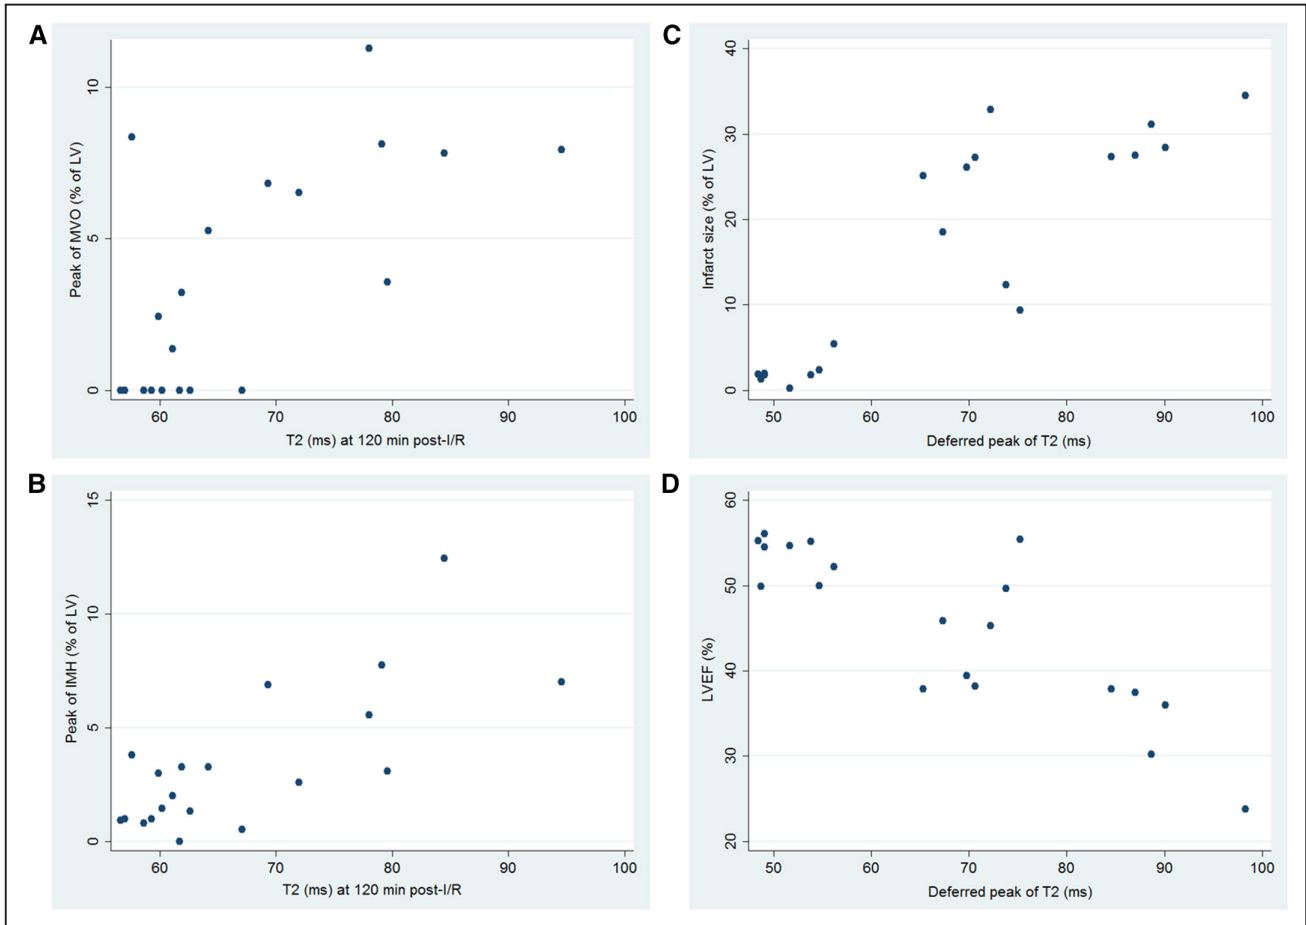 A
10
5
0
Peak of MVO (% of LV)
60 70 80 90 100
T2 (ms) at 120 min post-I/R
C
40
30
20
10
0
Infarct size (% of LV)
50 60 70 80 90 100
Deferred peak of T2 (ms)
B
15
10
5
0
Peak of IMH (% of LV)
60 70 80 90 100
T2 (ms) at 120 min post-I/R
D
60
50
40
30
20
LVEF (%)
50 60 70 80 90 100
Deferred peak of T2 (ms)